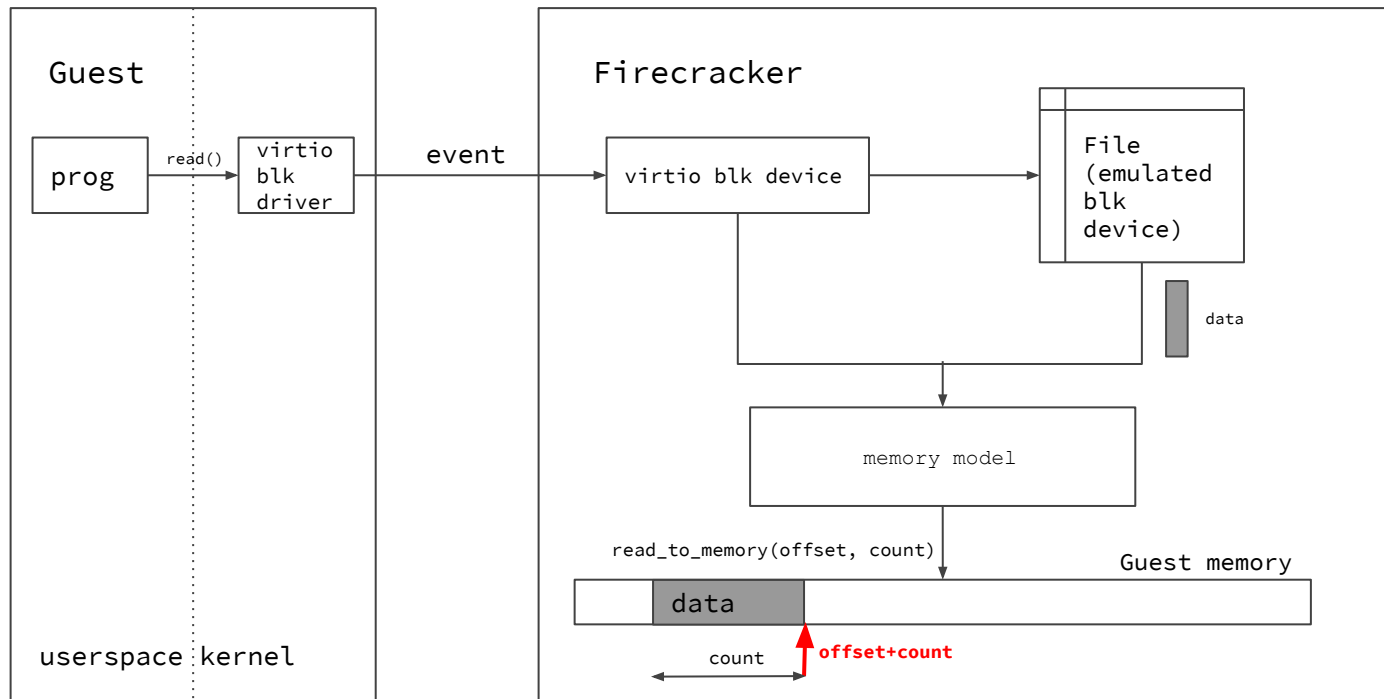 Guest
prog
read()
virtio
blk
driver
userspace kernel
event
Firecracker
virtio blk device
File
(emulated
blk
device)
data
memory model
read_to_memory(offset, count)
Guest memory
data
count
offset+count